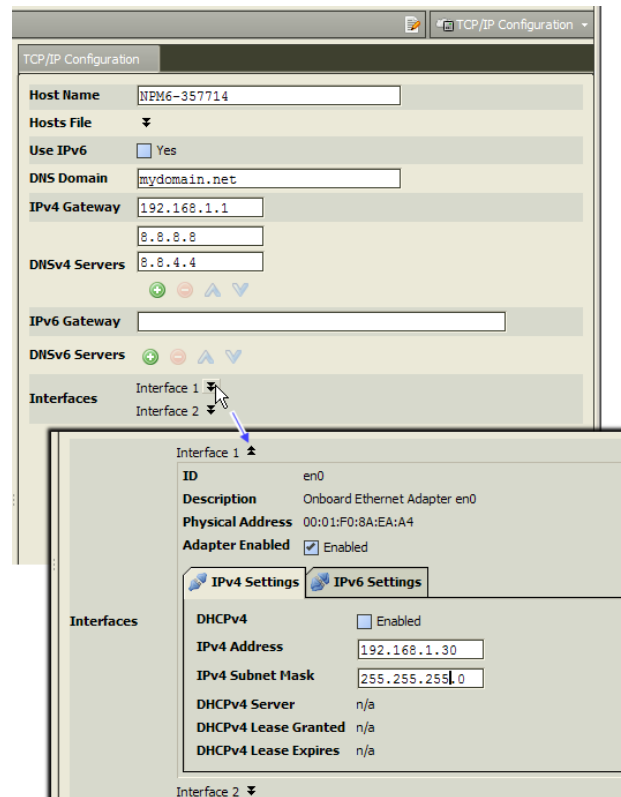 TCP/IP Configuration
TCP/IP Configuration
Host Name NPM6-357714
Hosts File
Use IPv6 Yes
DNS Domain mydomain.net
IPv4 Gateway 192.168.1.1
8.8.8.8
DNSv4 Servers 8.8.4.4
IPv6 Gateway
DNSv6 Servers
Interface 1
Interfaces
Interface 2
Interface 1
ID en0
Description Onboard Ethernet Adapter en0
Physical Address 00:01:F0:8A:EA:A4
Adapter Enabled Enabled
IPv4 Settings IPv6 Settings
Interfaces DHCPv4 Enabled
IPv4 Address 192.168.1.30
IPv4 Subnet Mask 255.255.255.0
DHCPv4 Server n/a
DHCPv4 Lease Granted n/a
DHCPv4 Lease Expires n/a
Interface 2